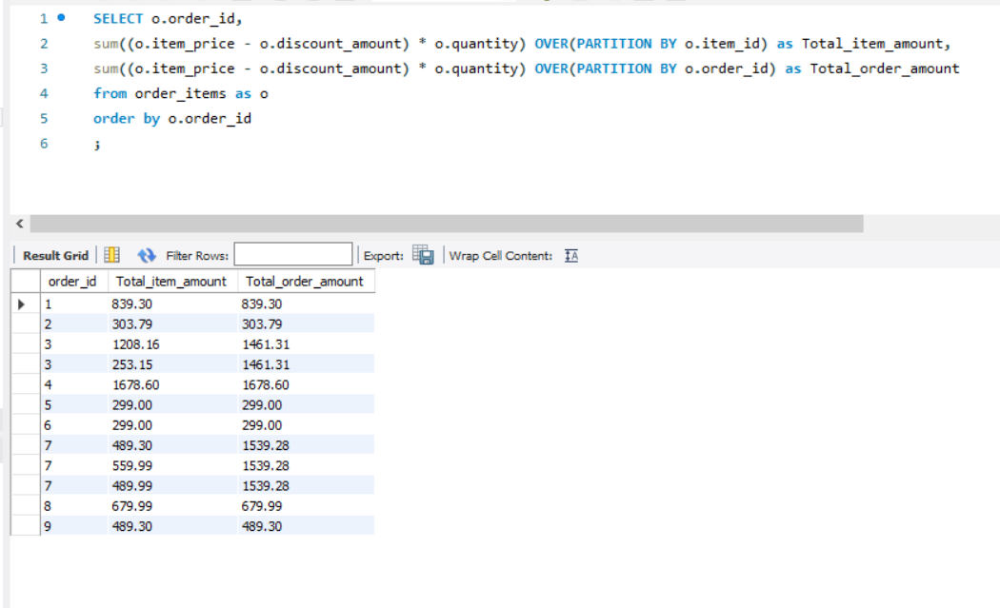 1 SELECT o.order_id,
2 sum((o.item_price - o.discount_amount) * o.quantity) OVER(PARTITION BY o.item_id) as Total_item_amount,
3 sum((o.item_price - o.discount_amount) * o.quantity) OVER(PARTITION BY o.order_id) as Total_order_amount
4 from order_items as o
5 order by o.order_id
6 ;
Result Grid Filter Rows: Export: Wrap Cell Content: IA
order_id Total_item_amount Total_order_amount
1 839.30 839.30
2 303.79 303.79
3 1208.16 1461.31
3 253.15 1461.31
4 1678.60 1678.60
5 299.00 299.00
6 299.00 299.00
7 489.30 1539.28
7 559.99 1539.28
7 489.99 1539.28
8 679.99 679.99
9 489.30 489.30